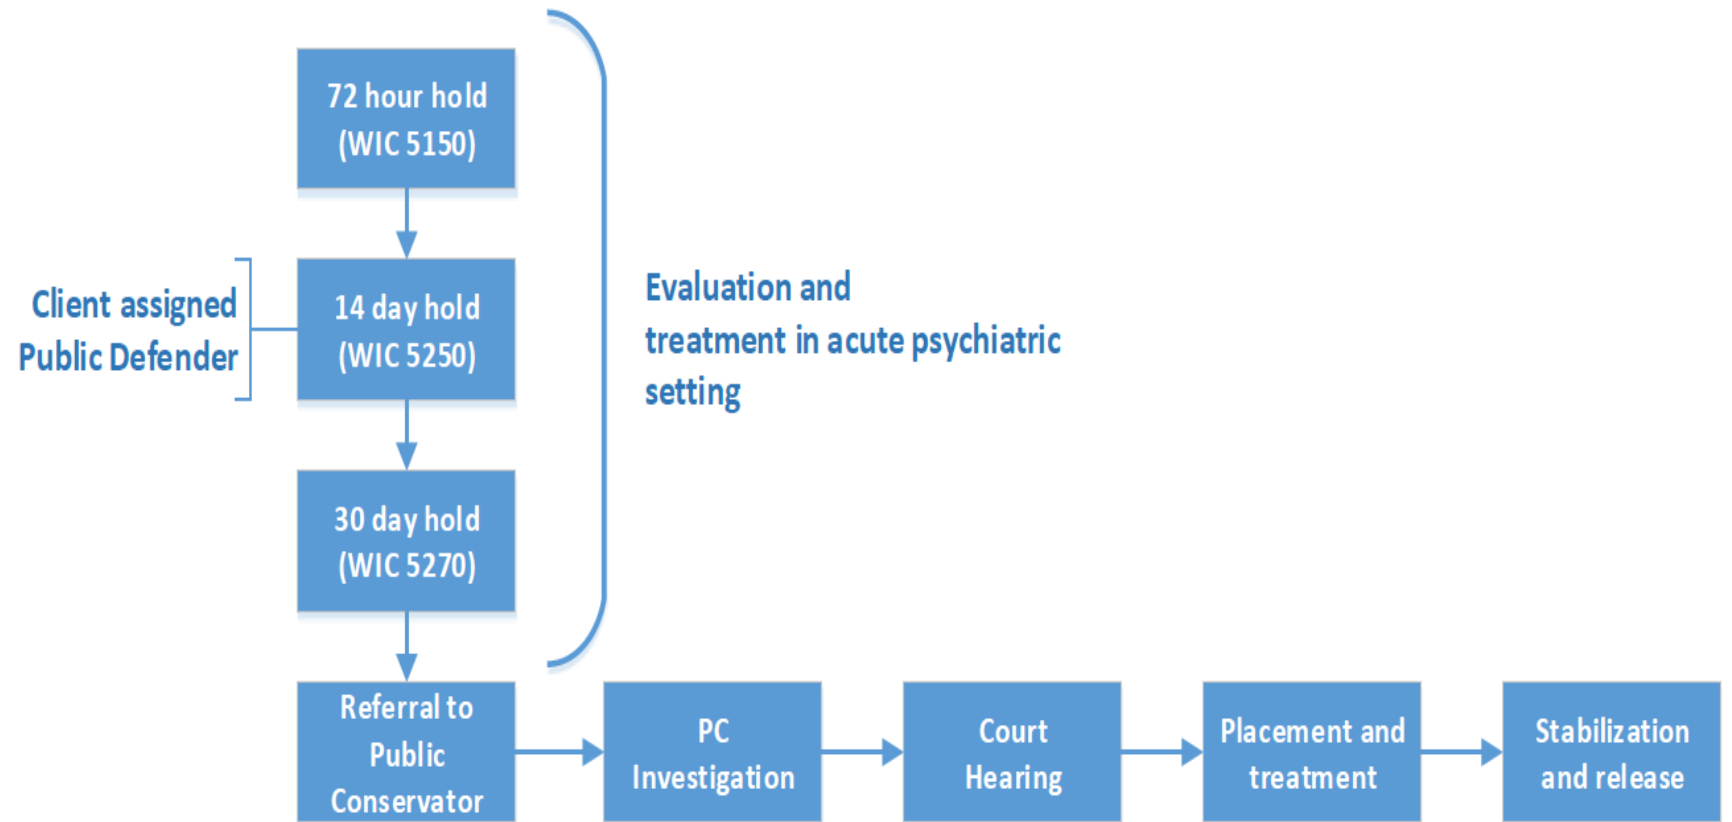 72 hour hold
(WIC 5150)
Client assigned
Public Defender
14 day hold
(WIC 5250)
Evaluation and
treatment in acute psychiatric
setting
30 day hold
(WIC 5270)
Referral to
Public
Conservator
PC
Investigation
Court
Hearing
Placement and
treatment
Stabilization
and release